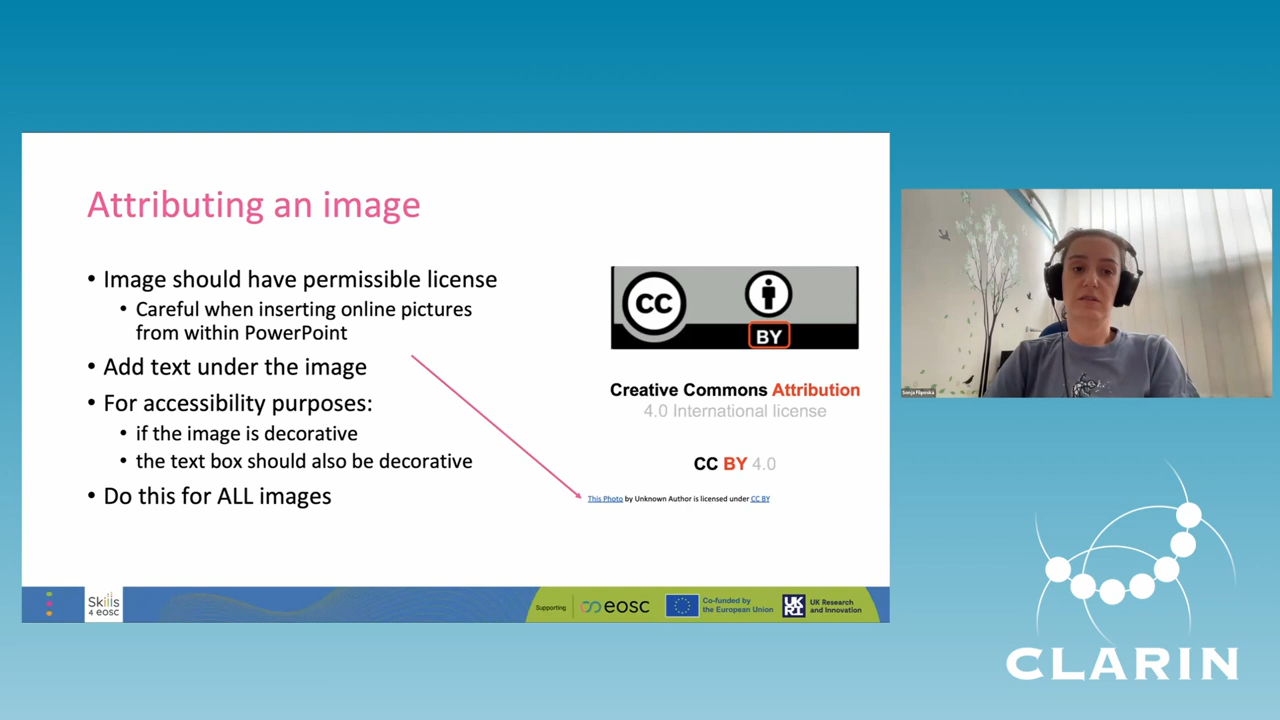 Attributing an image
• Image should have permissible license
• Careful when inserting online pictures
from within PowerPoint
• Add text under the image
• For accessibility purposes:
• if the image is decorative
• the text box should also be decorative
• Do this for ALL images
CC
BY
Creative Commons Attribution
4.0 International license
CC BY 4.0
This Photo by Unknown Author is licensed under CC BY
Skills
4 eosc
Supporting
eosc
Co-funded by
the European Union
UKRI
UK Research
and Innovation
Sonja Filiposka
CLARIN